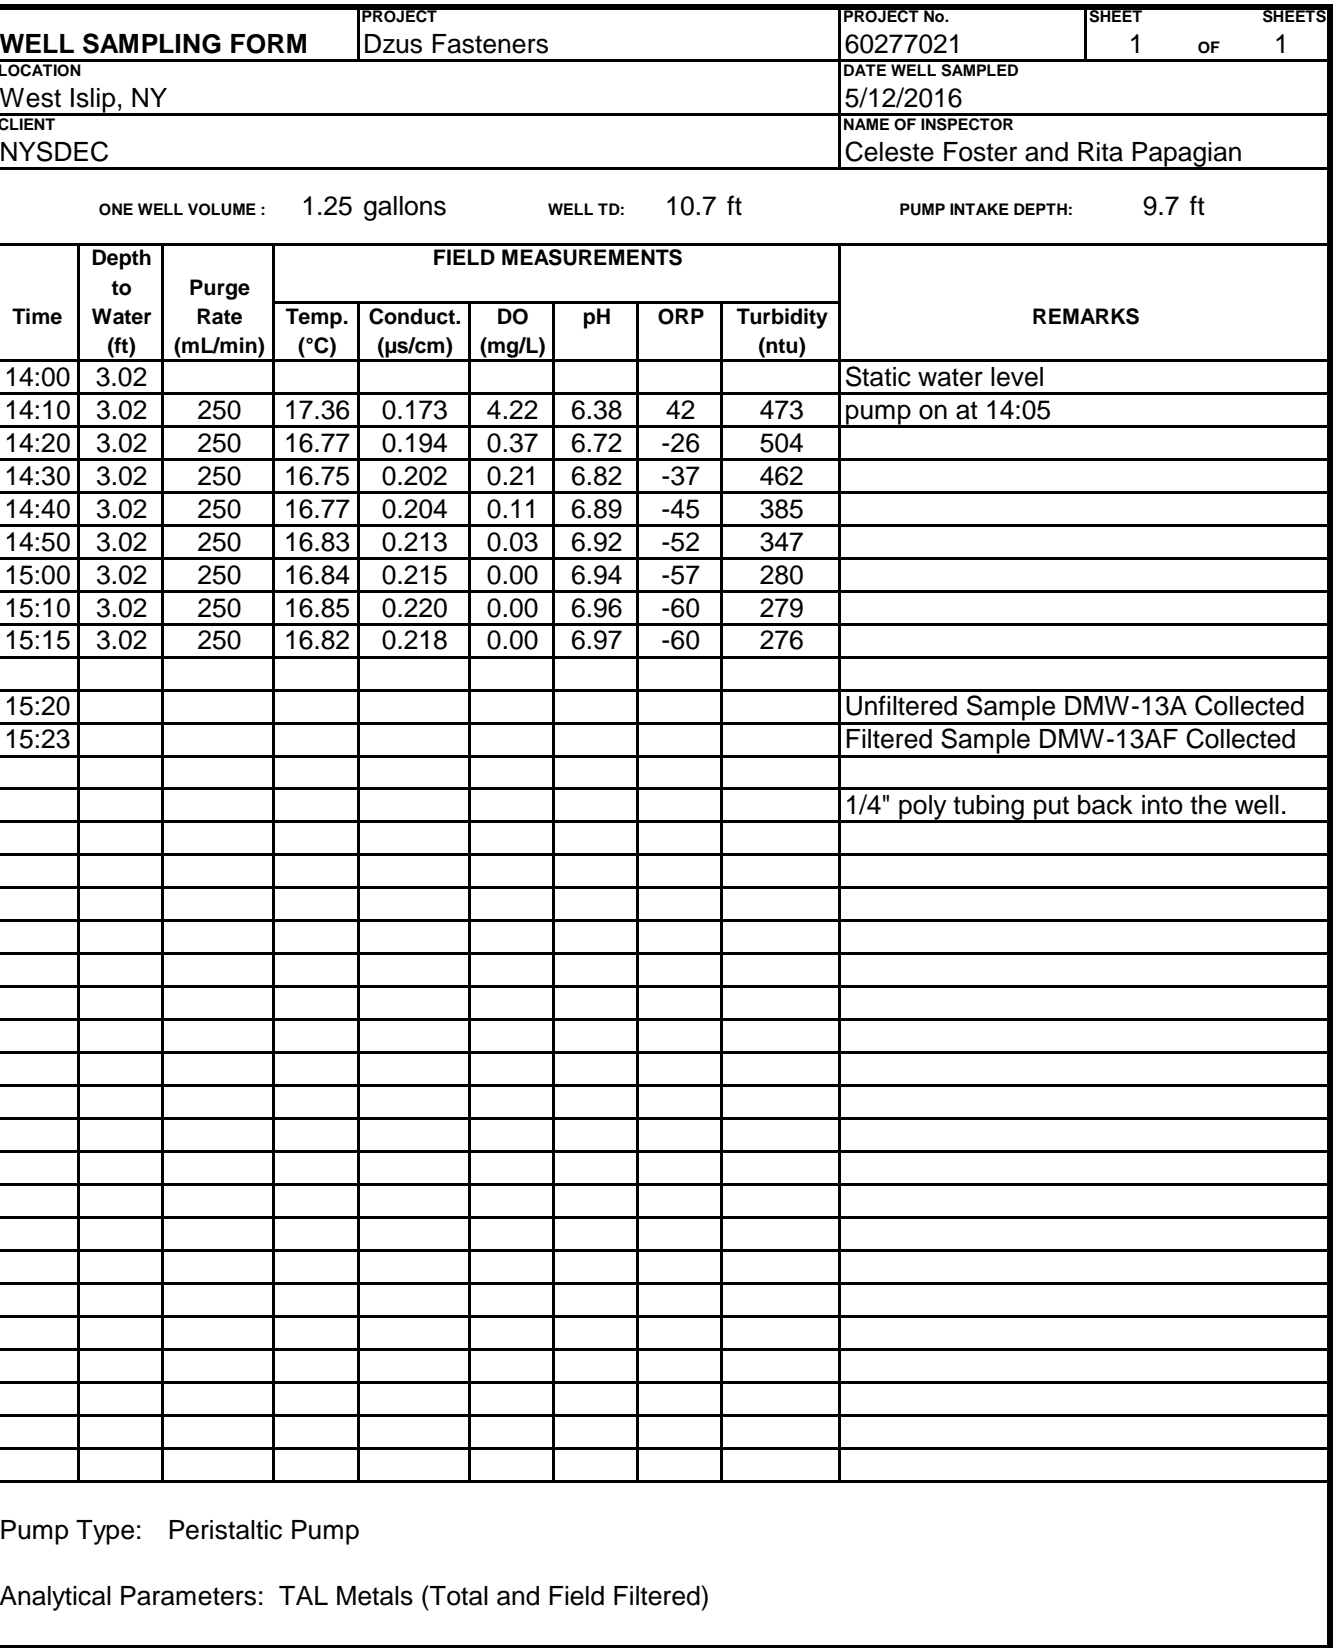 PROJECT PROJECT No. SHEET SHEETS
WELL SAMPLING FORM Dzus Fasteners 60277021 1 OF 1
LOCATION DATE WELL SAMPLED
West Islip, NY 5/12/2016
CLIENT NAME OF INSPECTOR
NYSDEC Celeste Foster and Rita Papagian
ONE WELL VOLUME : 1.25 gallons WELL TD: 10.7 ft PUMP INTAKE DEPTH: 9.7 ft
Depth FIELD MEASUREMENTS
to Purge
Time Water Rate Temp. Conduct. DO pH ORP Turbidity REMARKS
(ft) (mL/min) (°C) (µs/cm) (mg/L) (ntu)
14:00 3.02 Static water level
14:10 3.02 250 17.36 0.173 4.22 6.38 42 473 pump on at 14:05
14:20 3.02 250 16.77 0.194 0.37 6.72 -26 504
14:30 3.02 250 16.75 0.202 0.21 6.82 -37 462
14:40 3.02 250 16.77 0.204 0.11 6.89 -45 385
14:50 3.02 250 16.83 0.213 0.03 6.92 -52 347
15:00 3.02 250 16.84 0.215 0.00 6.94 -57 280
15:10 3.02 250 16.85 0.220 0.00 6.96 -60 279
15:15 3.02 250 16.82 0.218 0.00 6.97 -60 276
15:20 Unfiltered Sample DMW-13A Collected
15:23 Filtered Sample DMW-13AF Collected
1/4" poly tubing put back into the well.
Pump Type: Peristaltic Pump
Analytical Parameters: TAL Metals (Total and Field Filtered)